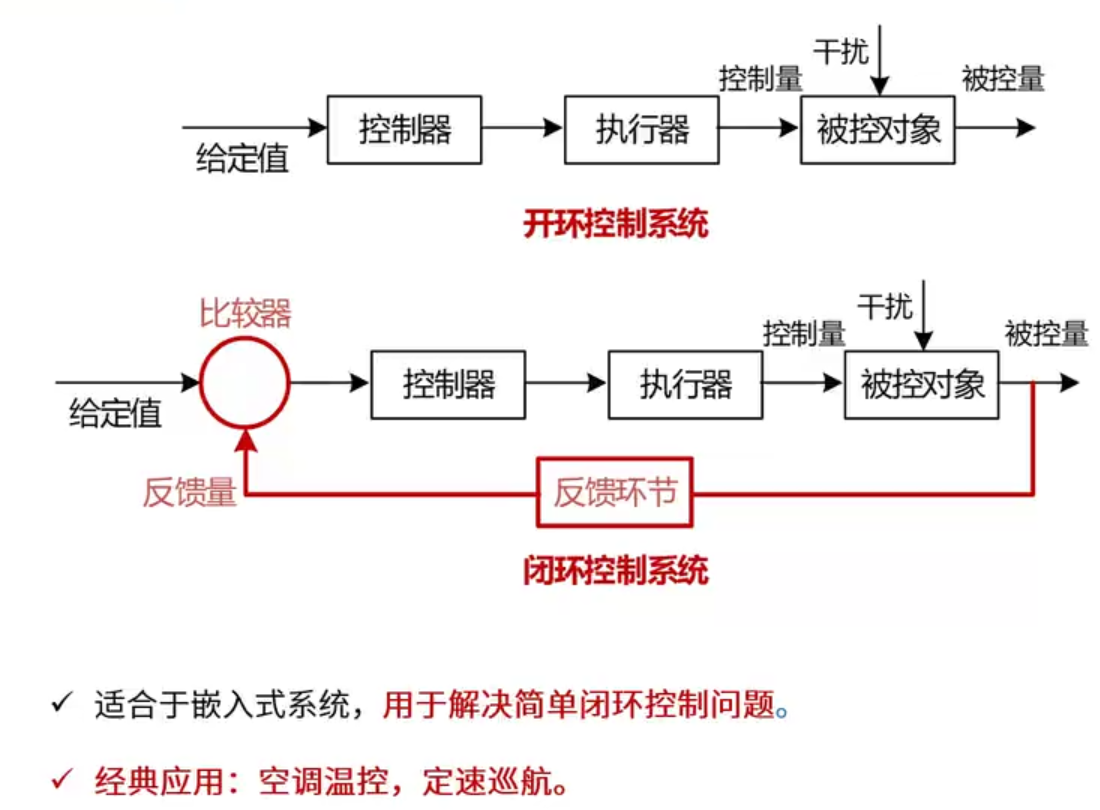 干扰
控制量
被控量
给定值
控制器
执行器
被控对象
开环控制系统
比较器
干扰
控制量
被控量
给定值
控制器
执行器
被控对象
反馈量
反馈环节
闭环控制系统
✓ 适合于嵌入式系统，用于解决简单闭环控制问题。
✓ 经典应用：空调温控，定速巡航。